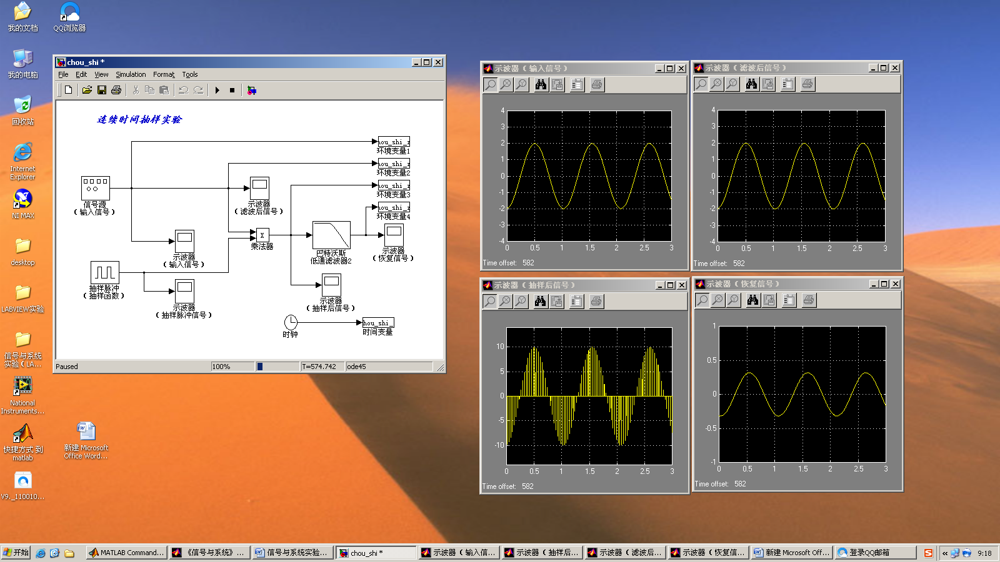 我的文档
QQ浏览器
我的电脑
回收站
Internet
Explorer
NI MAX
desktop
LABVIEW实验
信号与系统
实验（LA...
National
Instruments...
快捷方式 到
matlab
新建 Microsoft
Office Word...
V9._110010...
chou_shi *
File Edit View Simulation Format Tools
连续时间抽样实验
hou_shi_z
环境变量1
hou_shi_z
环境变量2
hou_shi_z
环境变量3
hou_shi_z
环境变量4
信号源
（输入信号）
示波器
（滤波后信号）
示波器
（输入信号）
X
乘法器
巴特沃斯
低通滤波器2
示波器
（恢复信号）
抽样脉冲
（抽样函数）
示波器
（抽样脉冲信号）
示波器
（抽样后信号）
时钟
hou_shi_
时间变量
Paused 100% T=574.742 ode45
示波器（输入信号）
4
3
2
1
0
-1
-2
-3
-4
0 0.5 1 1.5 2 2.5 3
Time offset: 582
示波器（滤波后信号）
4
3
2
1
0
-1
-2
-3
-4
0 0.5 1 1.5 2 2.5 3
Time offset: 582
示波器（抽样后信号）
10
5
0
-5
-10
0 0.5 1 1.5 2 2.5 3
Time offset: 582
示波器（恢复信号）
1
0.5
0
-0.5
-1
0 0.5 1 1.5 2 2.5 3
Time offset: 582
开始
MATLAB Command...
《信号与系统》...
信号与系统实验...
chou_shi *
示波器（输入信...
示波器（抽样后...
示波器（滤波后...
示波器（恢复信...
新建 Microsoft Off...
登录QQ邮箱
S
«
9:18